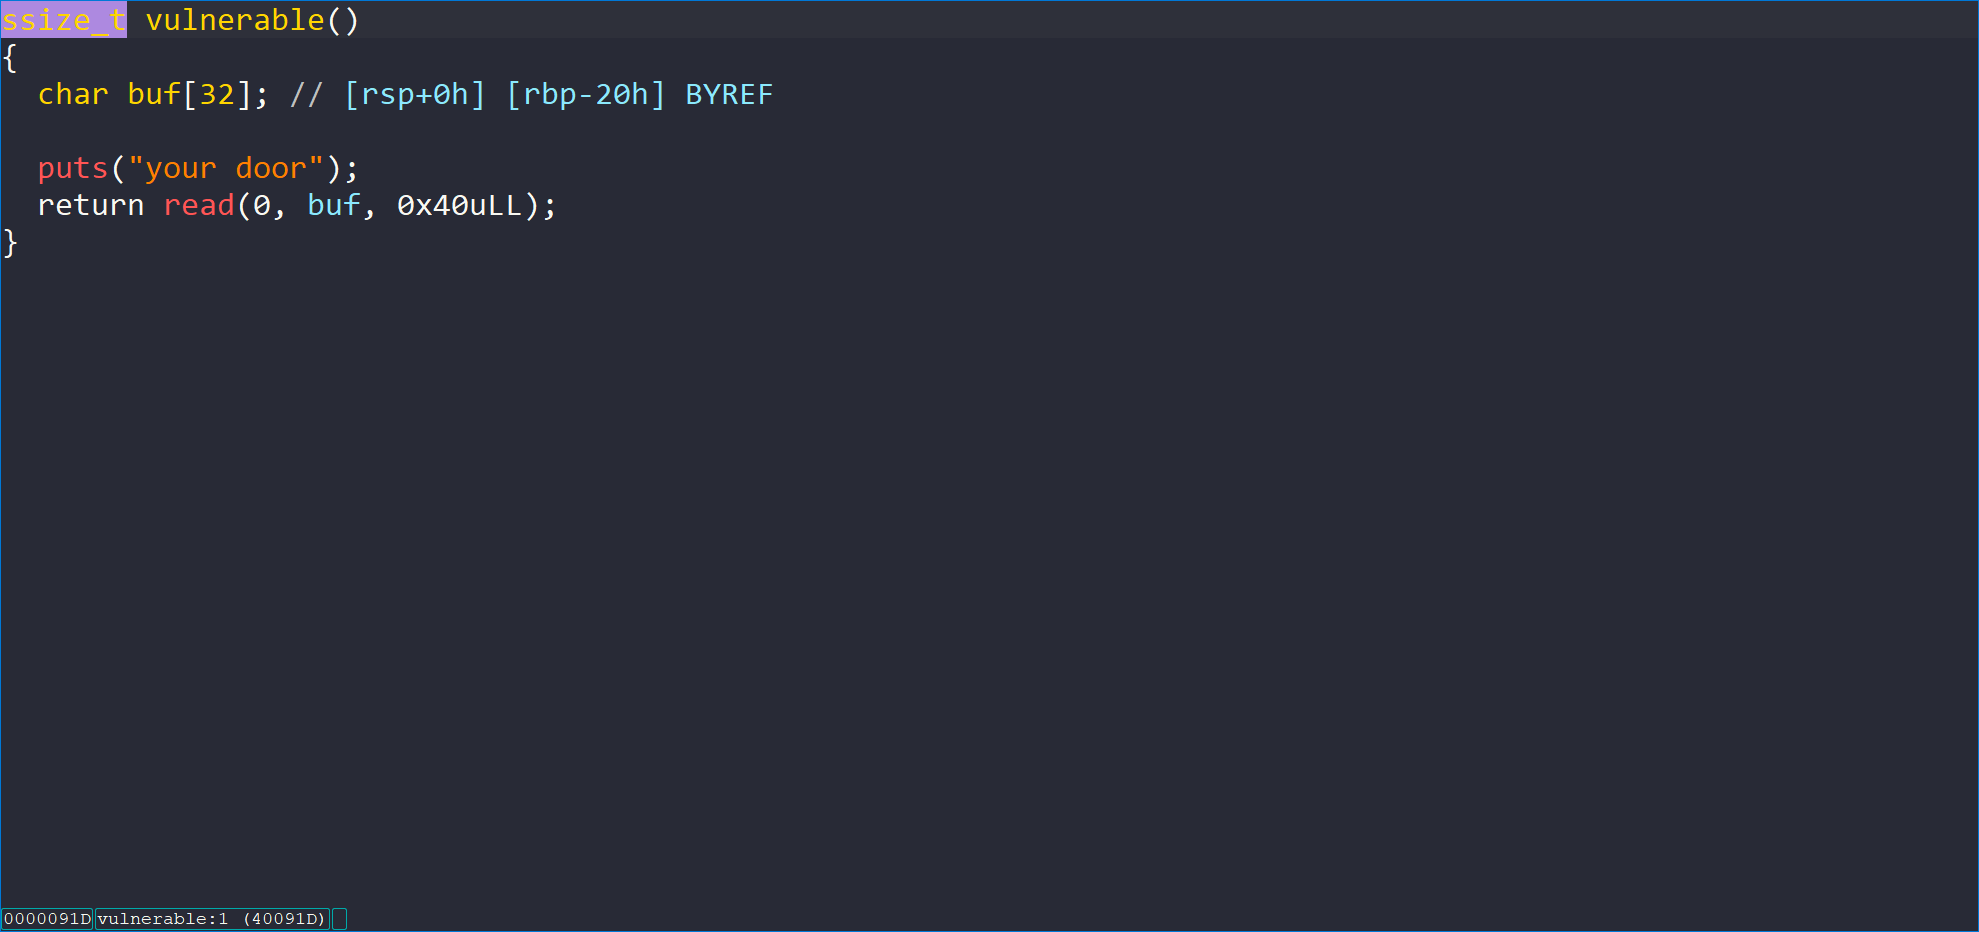 ssize_t vulnerable()
{
  char buf[32]; // [rsp+0h] [rbp-20h] BYREF

  puts("your door");
  return read(0, buf, 0x40uLL);
}
0000091D vulnerable:1 (40091D)